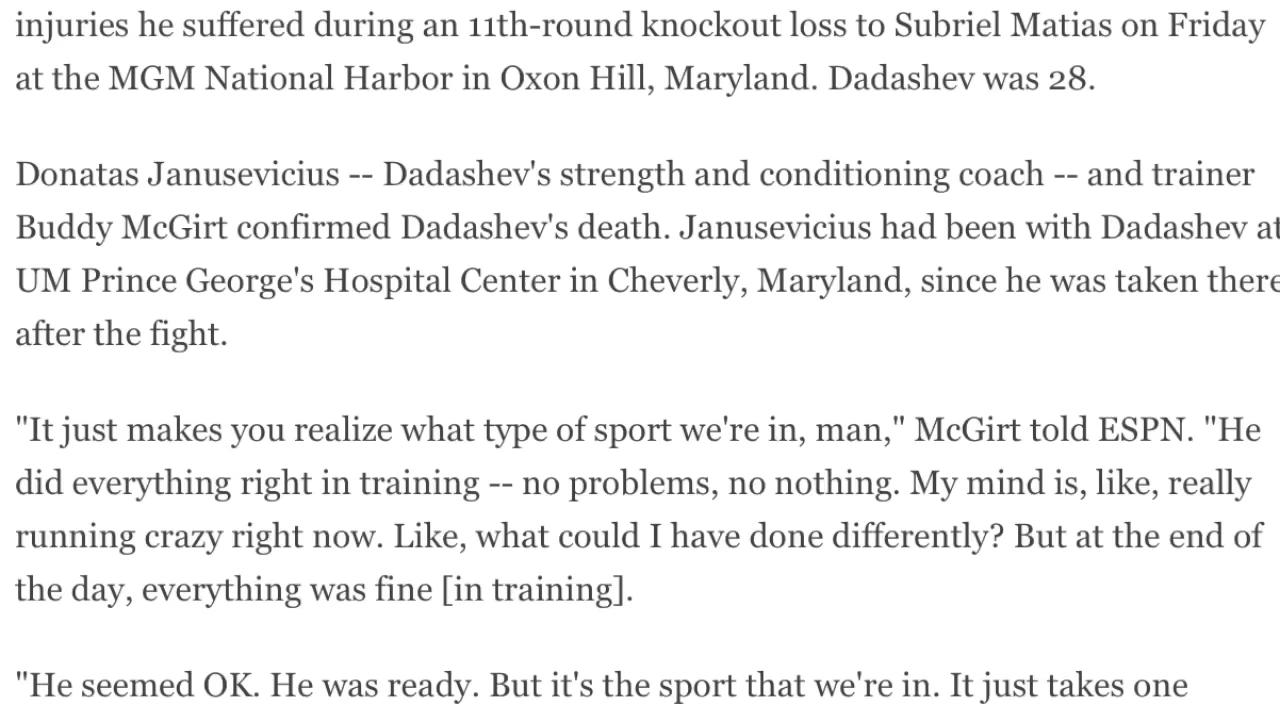 injuries he suffered during an 11th-round knockout loss to Subriel Matias on Friday
at the MGM National Harbor in Oxon Hill, Maryland. Dadashev was 28.
Donatas Janusevicius -- Dadashev's strength and conditioning coach -- and trainer
Buddy McGirt confirmed Dadashev's death. Janusevicius had been with Dadashev at
UM Prince George's Hospital Center in Cheverly, Maryland, since he was taken there
after the fight.
"It just makes you realize what type of sport we're in, man," McGirt told ESPN. "He
did everything right in training -- no problems, no nothing. My mind is, like, really
running crazy right now. Like, what could I have done differently? But at the end of
the day, everything was fine [in training].
"He seemed OK. He was ready. But it's the sport that we're in. It just takes one